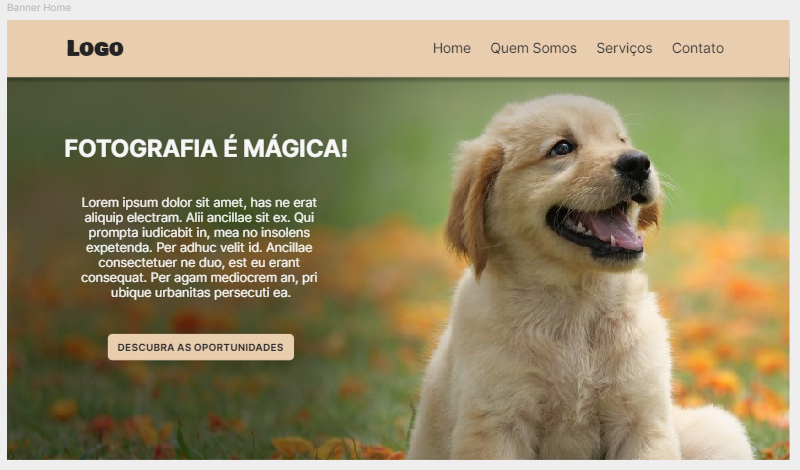 Banner Home
Logo
Home Quem Somos Serviços Contato
FOTOGRAFIA É MÁGICA!
Lorem ipsum dolor sit amet, has ne erat
aliquip electram. Alii ancillae sit ex. Qui
prompta iudicabit in, mea no insolens
expetenda. Per adhuc velit id. Ancillae
consectetuer ne duo, est eu erant
consequat. Per agam mediocrem an, pri
ubique urbanitas persecuti ea.
DESCUBRA AS OPORTUNIDADES